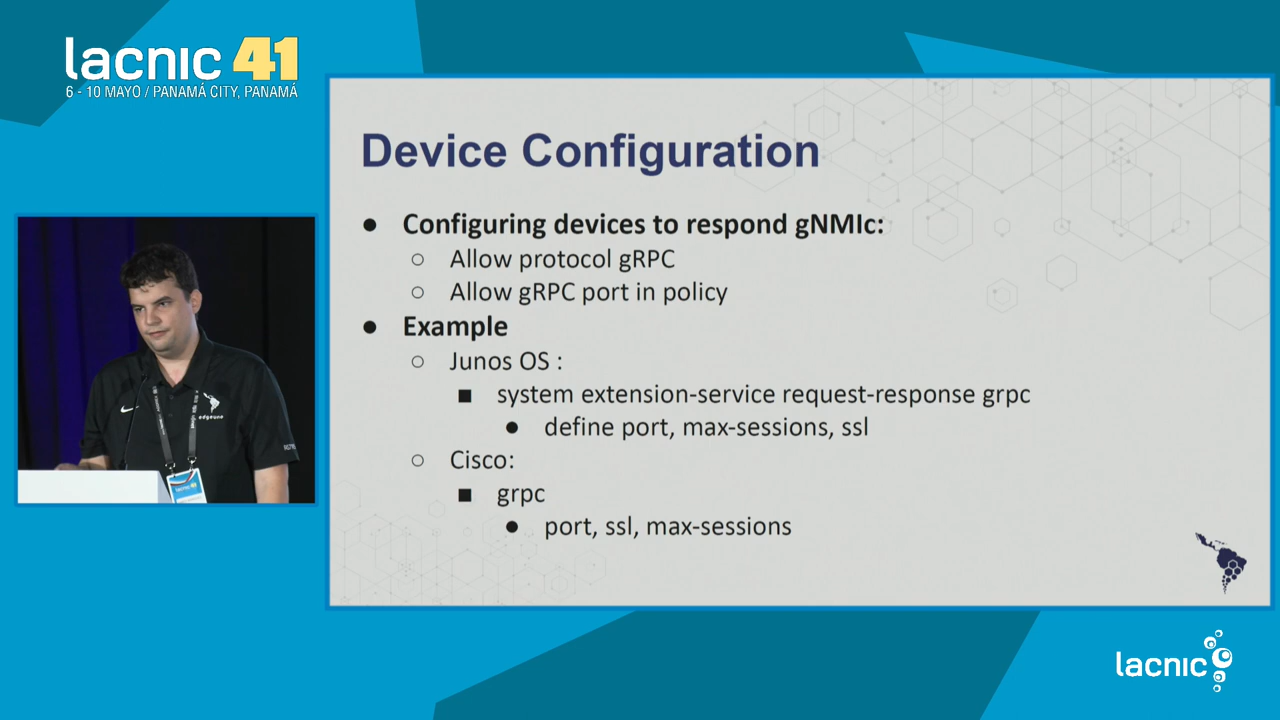 lacnic 41
6 - 10 MAYO / PANAMÁ CITY, PANAMÁ
Device Configuration
● Configuring devices to respond gNMIc:
○ Allow protocol gRPC
○ Allow gRPC port in policy
● Example
○ Junos OS :
■ system extension-service request-response grpc
● define port, max-sessions, ssl
○ Cisco:
■ grpc
● port, ssl, max-sessions
edgeuno
lacnic